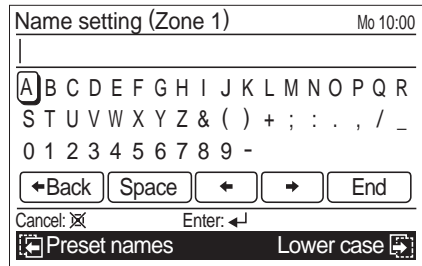 Name setting (Zone 1) Mo 10:00
A B C D E F G H I J K L M N O P Q R
S T U V W X Y Z & ( ) + ; : . , / _
0 1 2 3 4 5 6 7 8 9 -
←Back Space ← → End
Cancel: Enter: ↵
Preset names Lower case